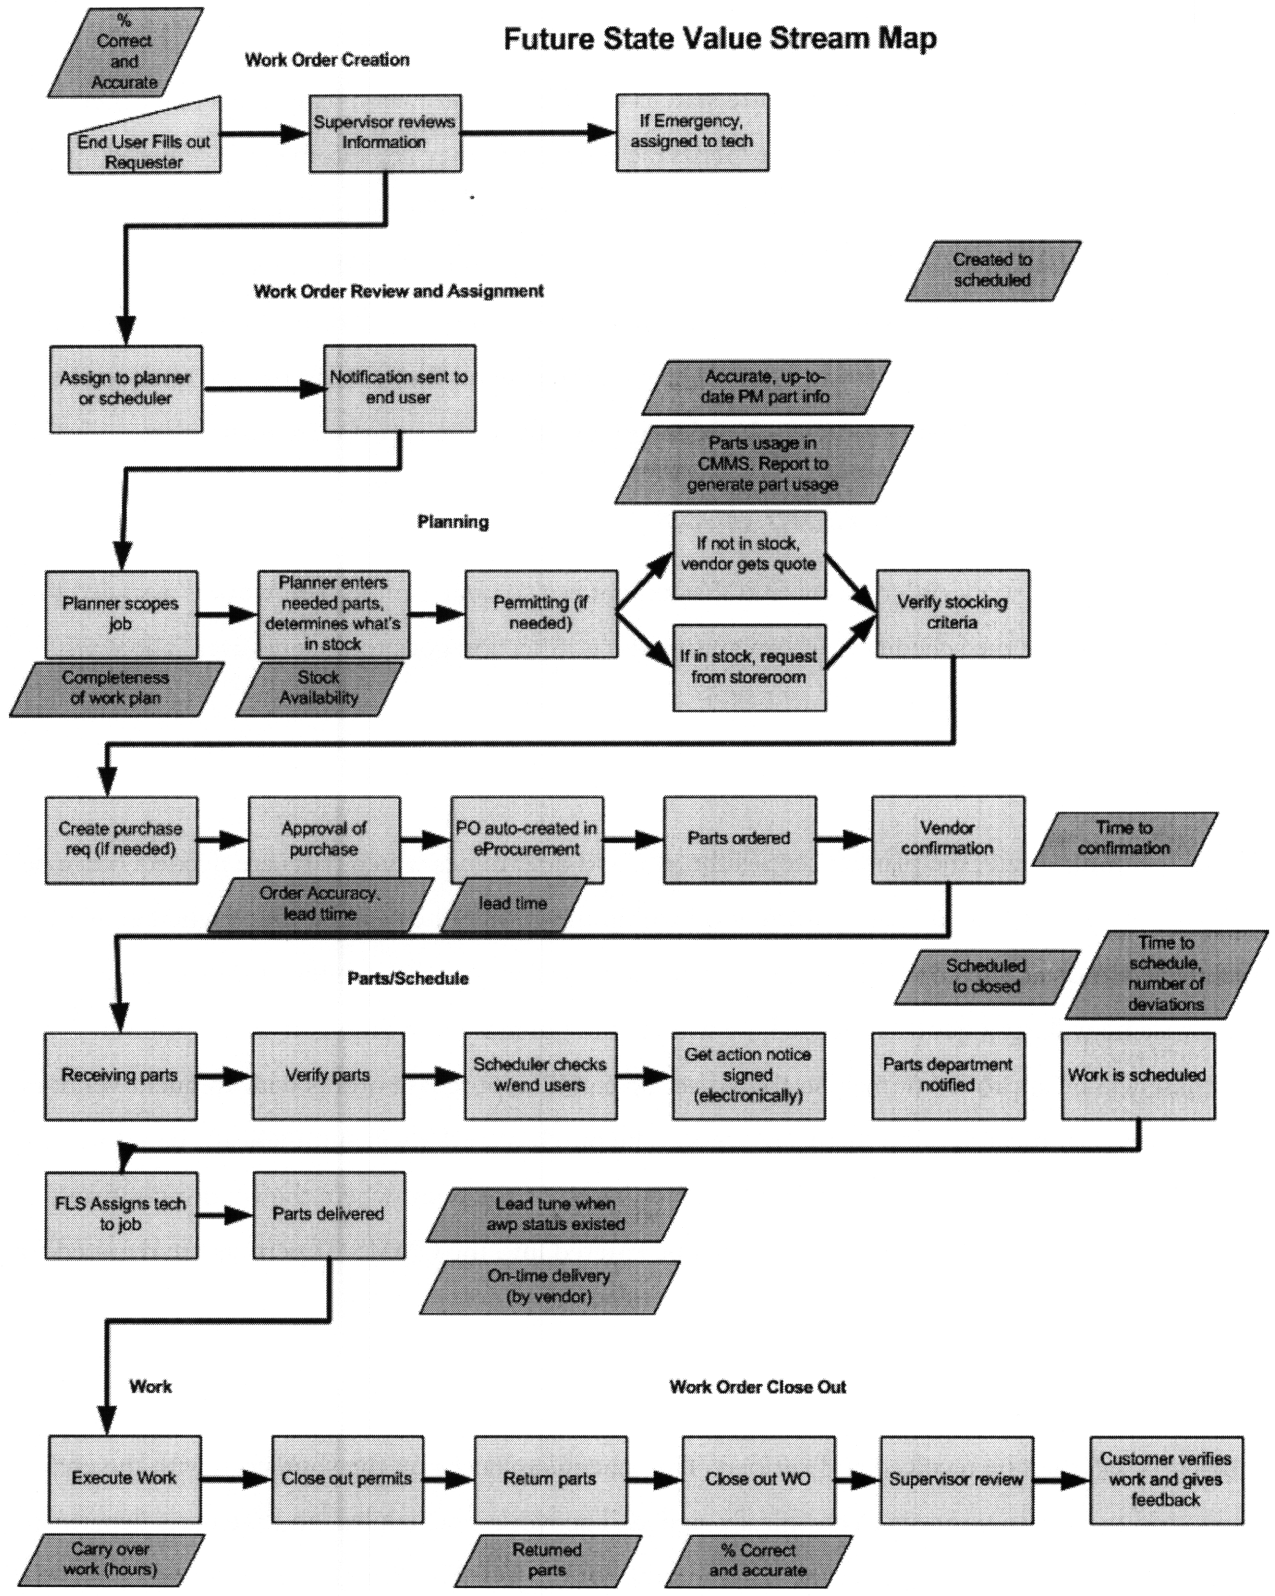 Future State Value Stream Map
%
Correct
and
Accurate
Work Order Creation
End User Fills out
Requester
Supervisor reviews
Information
If Emergency,
assigned to tech
Created to
scheduled
Work Order Review and Assignment
Assign to planner
or scheduler
Notification sent to
end user
Accurate, up-to-
date PM part info
Parts usage in
CMMS. Report to
generate part usage
Planning
Planner scopes
job
Completeness
of work plan
Planner enters
needed parts,
determines what's
in stock
Stock
Availability
Permitting (if
needed)
If not in stock,
vendor gets quote
If in stock, request
from storeroom
Verify stocking
criteria
Create purchase
req (if needed)
Approval of
purchase
Order Accuracy,
lead ttime
PO auto-created in
eProcurement
lead time
Parts ordered
Vendor
confirmation
Time to
confirmation
Parts/Schedule
Scheduled
to closed
Time to
schedule,
number of
deviations
Receiving parts
Verify parts
Scheduler checks
w/end users
Get action notice
signed
(electronically)
Parts department
notified
Work is scheduled
FLS Assigns tech
to job
Parts delivered
Lead tune when
awp status existed
On-time delivery
(by vendor)
Work
Work Order Close Out
Execute Work
Carry over
work (hours)
Close out permits
Return parts
Returned
parts
Close out WO
% Correct
and accurate
Supervisor review
Customer verifies
work and gives
feedback